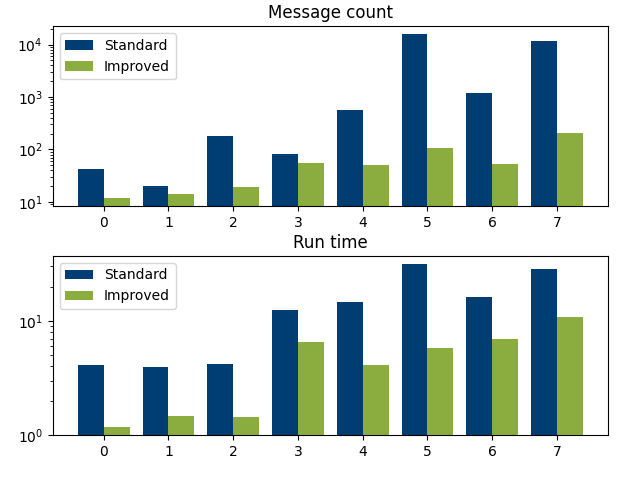 Message count
10⁴
10³
10²
10¹
Standard
Improved
0 1 2 3 4 5 6 7
Run time
10¹
10⁰
Standard
Improved
0 1 2 3 4 5 6 7